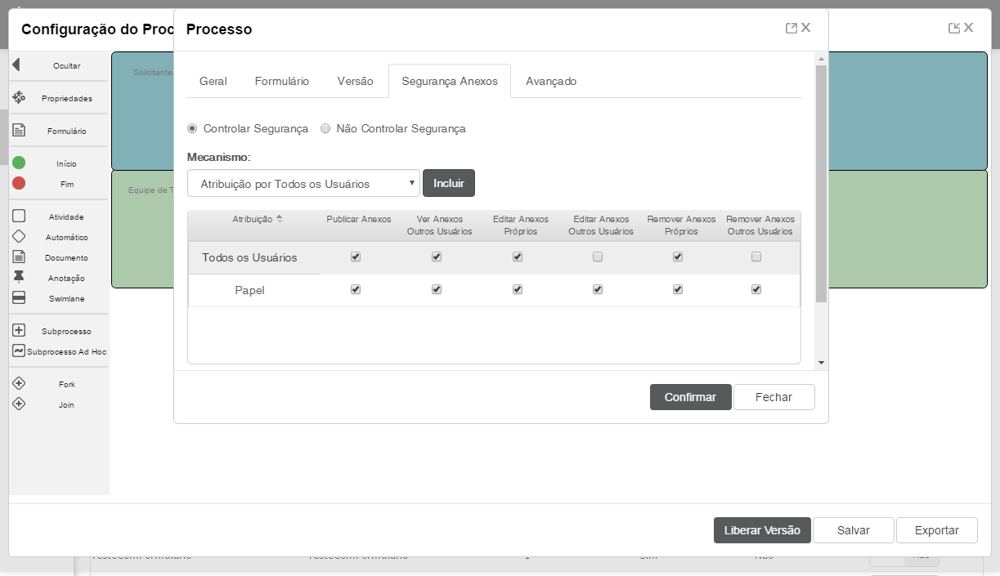 Configuração do Proc
Processo
Ocultar
Propriedades
Formulário
Início
Fim
Atividade
Automático
Documento
Anotação
Swimlane
Subprocesso
Subprocesso Ad Hoc
Fork
Join
Solicitante
Equipe de T
Geral
Formulário
Versão
Segurança Anexos
Avançado
Controlar Segurança
Não Controlar Segurança
Mecanismo:
Atribuição por Todos os Usuários
Incluir
Atribuição
Publicar Anexos
Ver Anexos
Outros Usuários
Editar Anexos
Próprios
Editar Anexos
Outros Usuários
Remover Anexos
Próprios
Remover Anexos
Outros Usuários
Todos os Usuários
Papel
Confirmar
Fechar
Liberar Versão
Salvar
Exportar